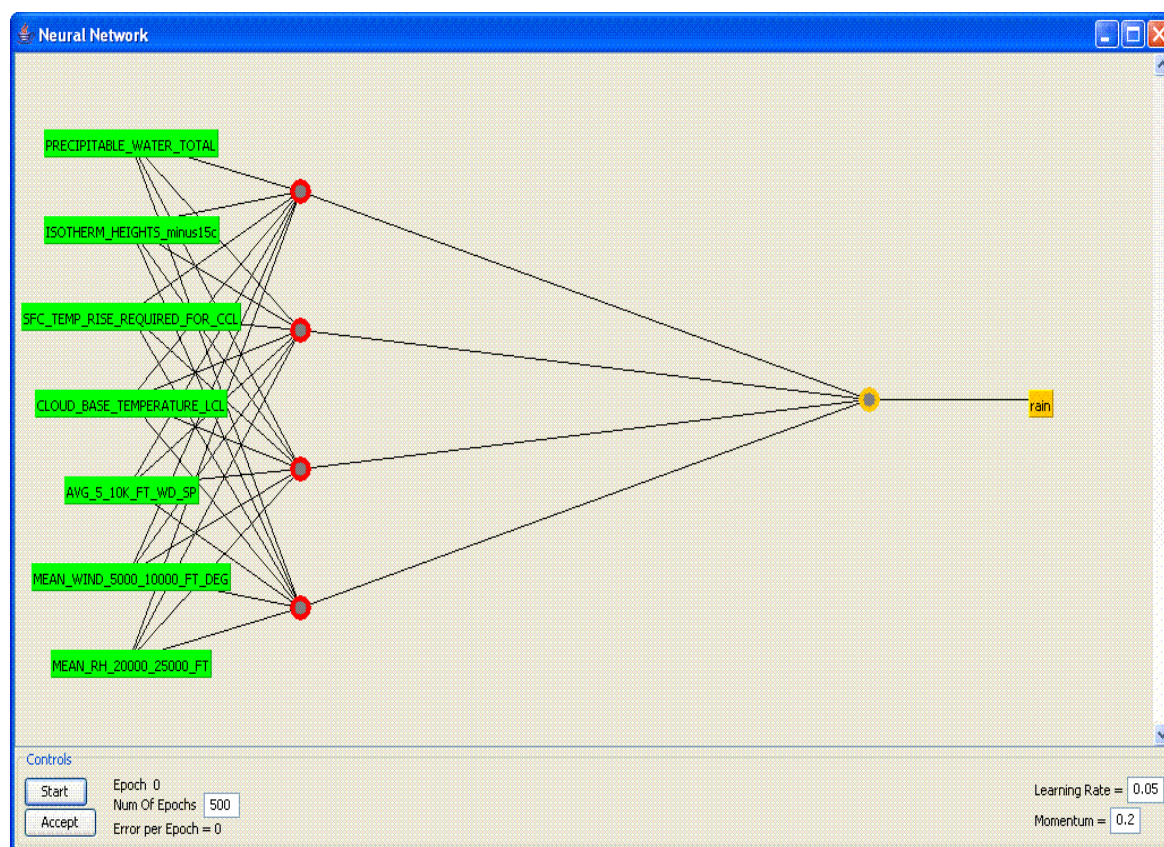 Neural Network
PRECIPITABLE_WATER_TOTAL
ISOTHERM_HEIGHTS_minus15c
SFC_TEMP_RISE_REQUIRED_FOR_CCL
CLOUD_BASE_TEMPERATURE_LCL
AVG_5_10K_FT_WD_SP
MEAN_WIND_5000_10000_FT_DEG
MEAN_RH_20000_25000_FT
rain
Controls
Start
Accept
Epoch 0
Num Of Epochs 500
Error per Epoch = 0
Learning Rate = 0.05
Momentum = 0.2